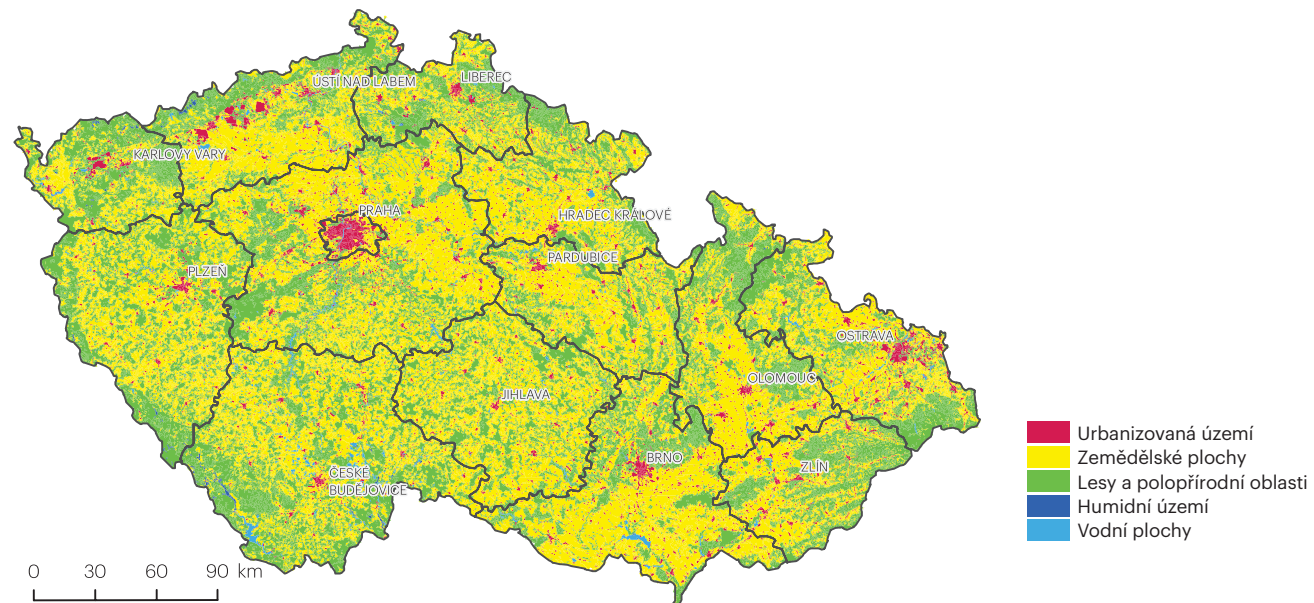 ÚSTÍ NAD LABEM
LIBEREC
KARLOVY VARY
PRAHA
HRADEC KRÁLOVÉ
PARDUBICE
PLZEŇ
OSTRAVA
OLOMOUC
JIHLAVA
BRNO
ZLÍN
ČESKÉ
BUDĚJOVICE
Urbanizovaná území
Zemědělské plochy
Lesy a polopřírodní oblasti
Humidní území
Vodní plochy
0 30 60 90 km